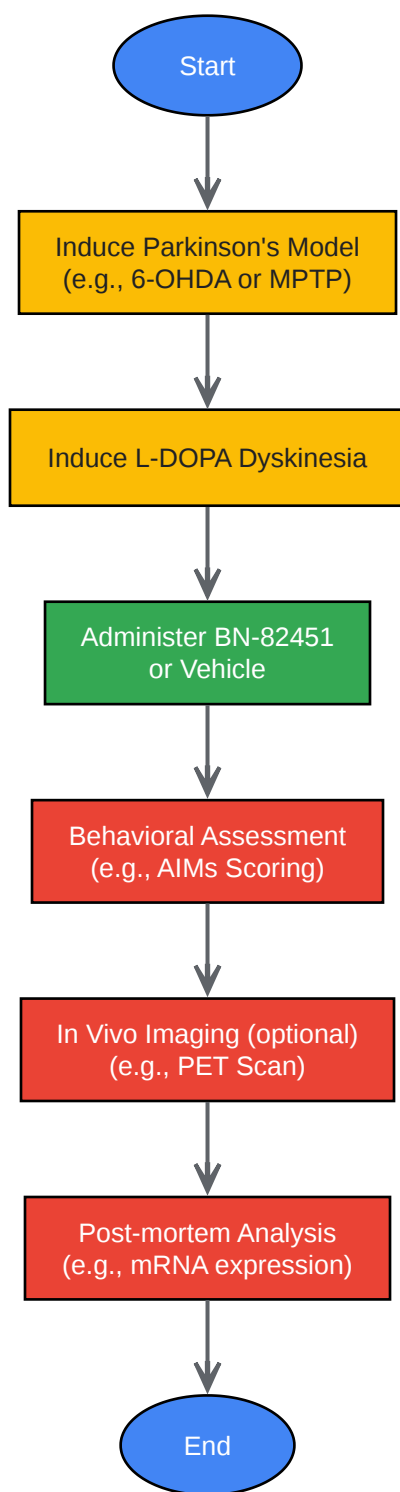 Start
Induce Parkinson's Model
(e.g., 6-OHDA or MPTP)
Induce L-DOPA Dyskinesia
Administer BN-82451
or Vehicle
Behavioral Assessment
(e.g., AIMs Scoring)
In Vivo Imaging (optional)
(e.g., PET Scan)
Post-mortem Analysis
(e.g., mRNA expression)
End